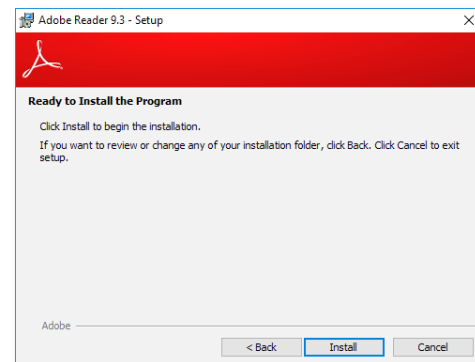 Adobe Reader 9.3 - Setup
Ready to Install the Program
Click Install to begin the installation.
If you want to review or change any of your installation folder, click Back. Click Cancel to exit
setup.
Adobe
< Back Install Cancel